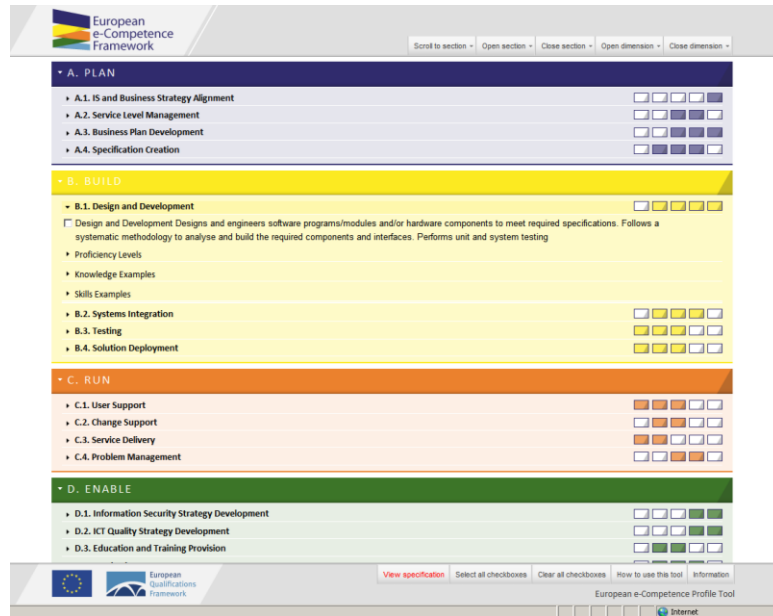 European
e-Competence
Framework
Scroll to section
Open section
Close section
Open dimension
Close dimension
A. PLAN
A.1. IS and Business Strategy Alignment
A.2. Service Level Management
A.3. Business Plan Development
A.4. Specification Creation
B. BUILD
B.1. Design and Development
Design and Development Designs and engineers software programs/modules and/or hardware components to meet required specifications. Follows a
systematic methodology to analyse and build the required components and interfaces. Performs unit and system testing
Proficiency Levels
Knowledge Examples
Skills Examples
B.2. Systems Integration
B.3. Testing
B.4. Solution Deployment
C. RUN
C.1. User Support
C.2. Change Support
C.3. Service Delivery
C.4. Problem Management
D. ENABLE
D.1. Information Security Strategy Development
D.2. ICT Quality Strategy Development
D.3. Education and Training Provision
European
Qualifications
Framework
View specification
Select all checkboxes
Clear all checkboxes
How to use this tool
Information
European e-Competence Profile Tool
Internet